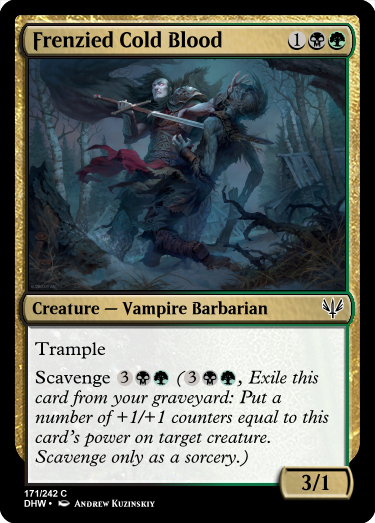 Frenzied Cold Blood 1
Creature — Vampire Barbarian
Trample
Scavenge 3 (3, Exile this
card from your graveyard: Put a
number of +1/+1 counters equal to this
card's power on target creature.
Scavenge only as a sorcery.)
3/1
171/242 C
DHW • Andrew Kuzinskiy